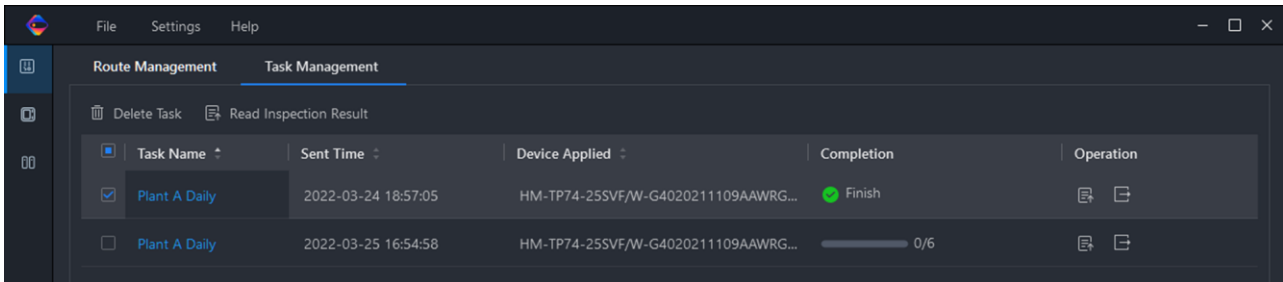 File Settings Help
Route Management Task Management
Delete Task Read Inspection Result
Task Name Sent Time Device Applied Completion Operation
Plant A Daily 2022-03-24 18:57:05 HM-TP74-25SVF/W-G4020211109AAWRG... Finish
Plant A Daily 2022-03-25 16:54:58 HM-TP74-25SVF/W-G4020211109AAWRG... 0/6